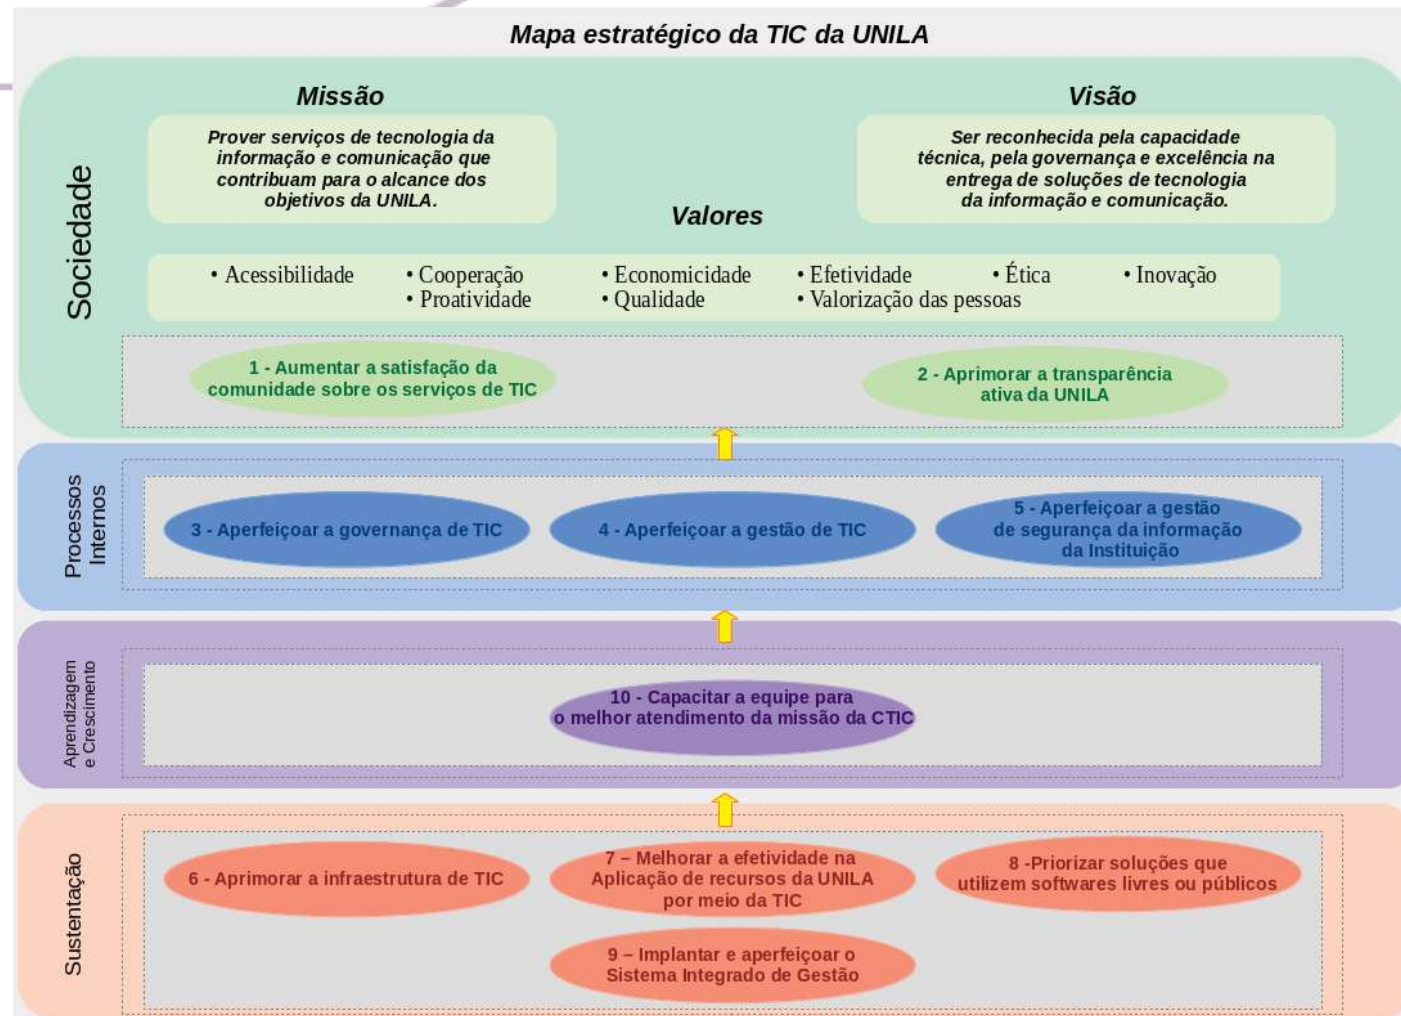 Mapa estratégico da TIC da UNILA
Missão
Visão
Prover serviços de tecnologia da
informação e comunicação que
contribuam para o alcance dos
objetivos da UNILA.
Ser reconhecida pela capacidade
técnica, pela governança e excelência na
entrega de soluções de tecnologia
da informação e comunicação.
Sociedade
Valores
• Acessibilidade • Cooperação • Economicidade • Efetividade • Ética • Inovação
• Proatividade • Qualidade • Valorização das pessoas
1 - Aumentar a satisfação da
comunidade sobre os serviços de TIC
2 - Aprimorar a transparência
ativa da UNILA
Processos
Internos
3 - Aperfeiçoar a governança de TIC
4 - Aperfeiçoar a gestão de TIC
5 - Aperfeiçoar a gestão
de segurança da informação
da Instituição
Aprendizagem
e Crescimento
10 - Capacitar a equipe para
o melhor atendimento da missão da CTIC
Sustentação
6 - Aprimorar a infraestrutura de TIC
7 – Melhorar a efetividade na
Aplicação de recursos da UNILA
por meio da TIC
8 -Priorizar soluções que
utilizem softwares livres ou públicos
9 – Implantar e aperfeiçoar o
Sistema Integrado de Gestão